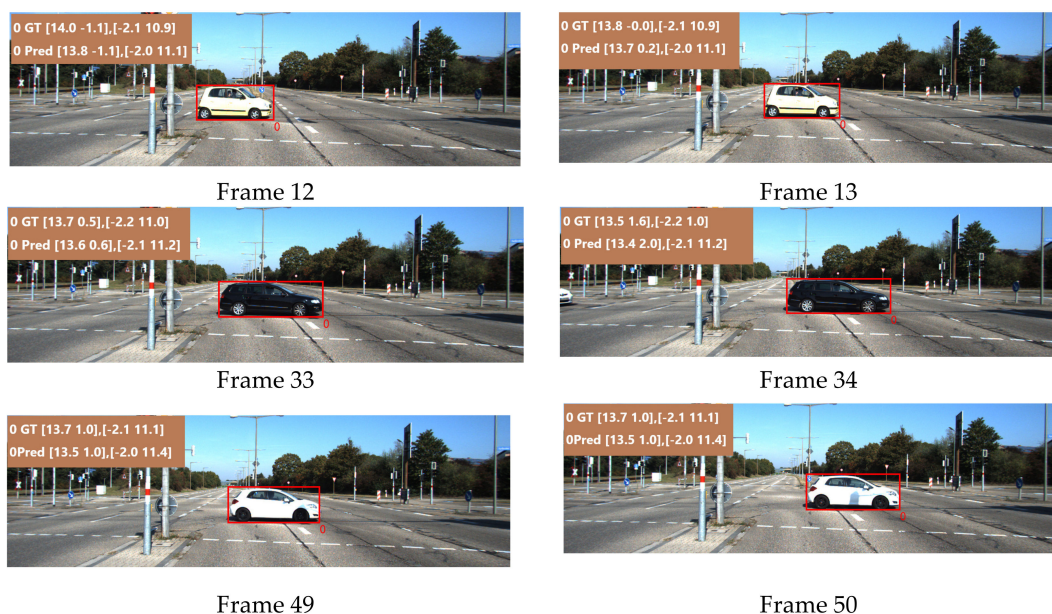 0 GT [14.0 -1.1],[-2.1 10.9]
0 Pred [13.8 -1.1],[-2.0 11.1]
0
Frame 12
0 GT [13.8 -0.0],[-2.1 10.9]
0 Pred [13.7 0.2],[-2.0 11.1]
0
Frame 13
0 GT [13.7 0.5],[-2.2 11.0]
0 Pred [13.6 0.6],[-2.1 11.2]
0
Frame 33
0 GT [13.5 1.6],[-2.2 1.0]
0 Pred [13.4 2.0],[-2.1 11.2]
0
Frame 34
0 GT [13.7 1.0],[-2.1 11.1]
0Pred [13.5 1.0],[-2.0 11.4]
0
Frame 49
0 GT [13.7 1.0],[-2.1 11.1]
0Pred [13.5 1.0],[-2.0 11.4]
0
Frame 50